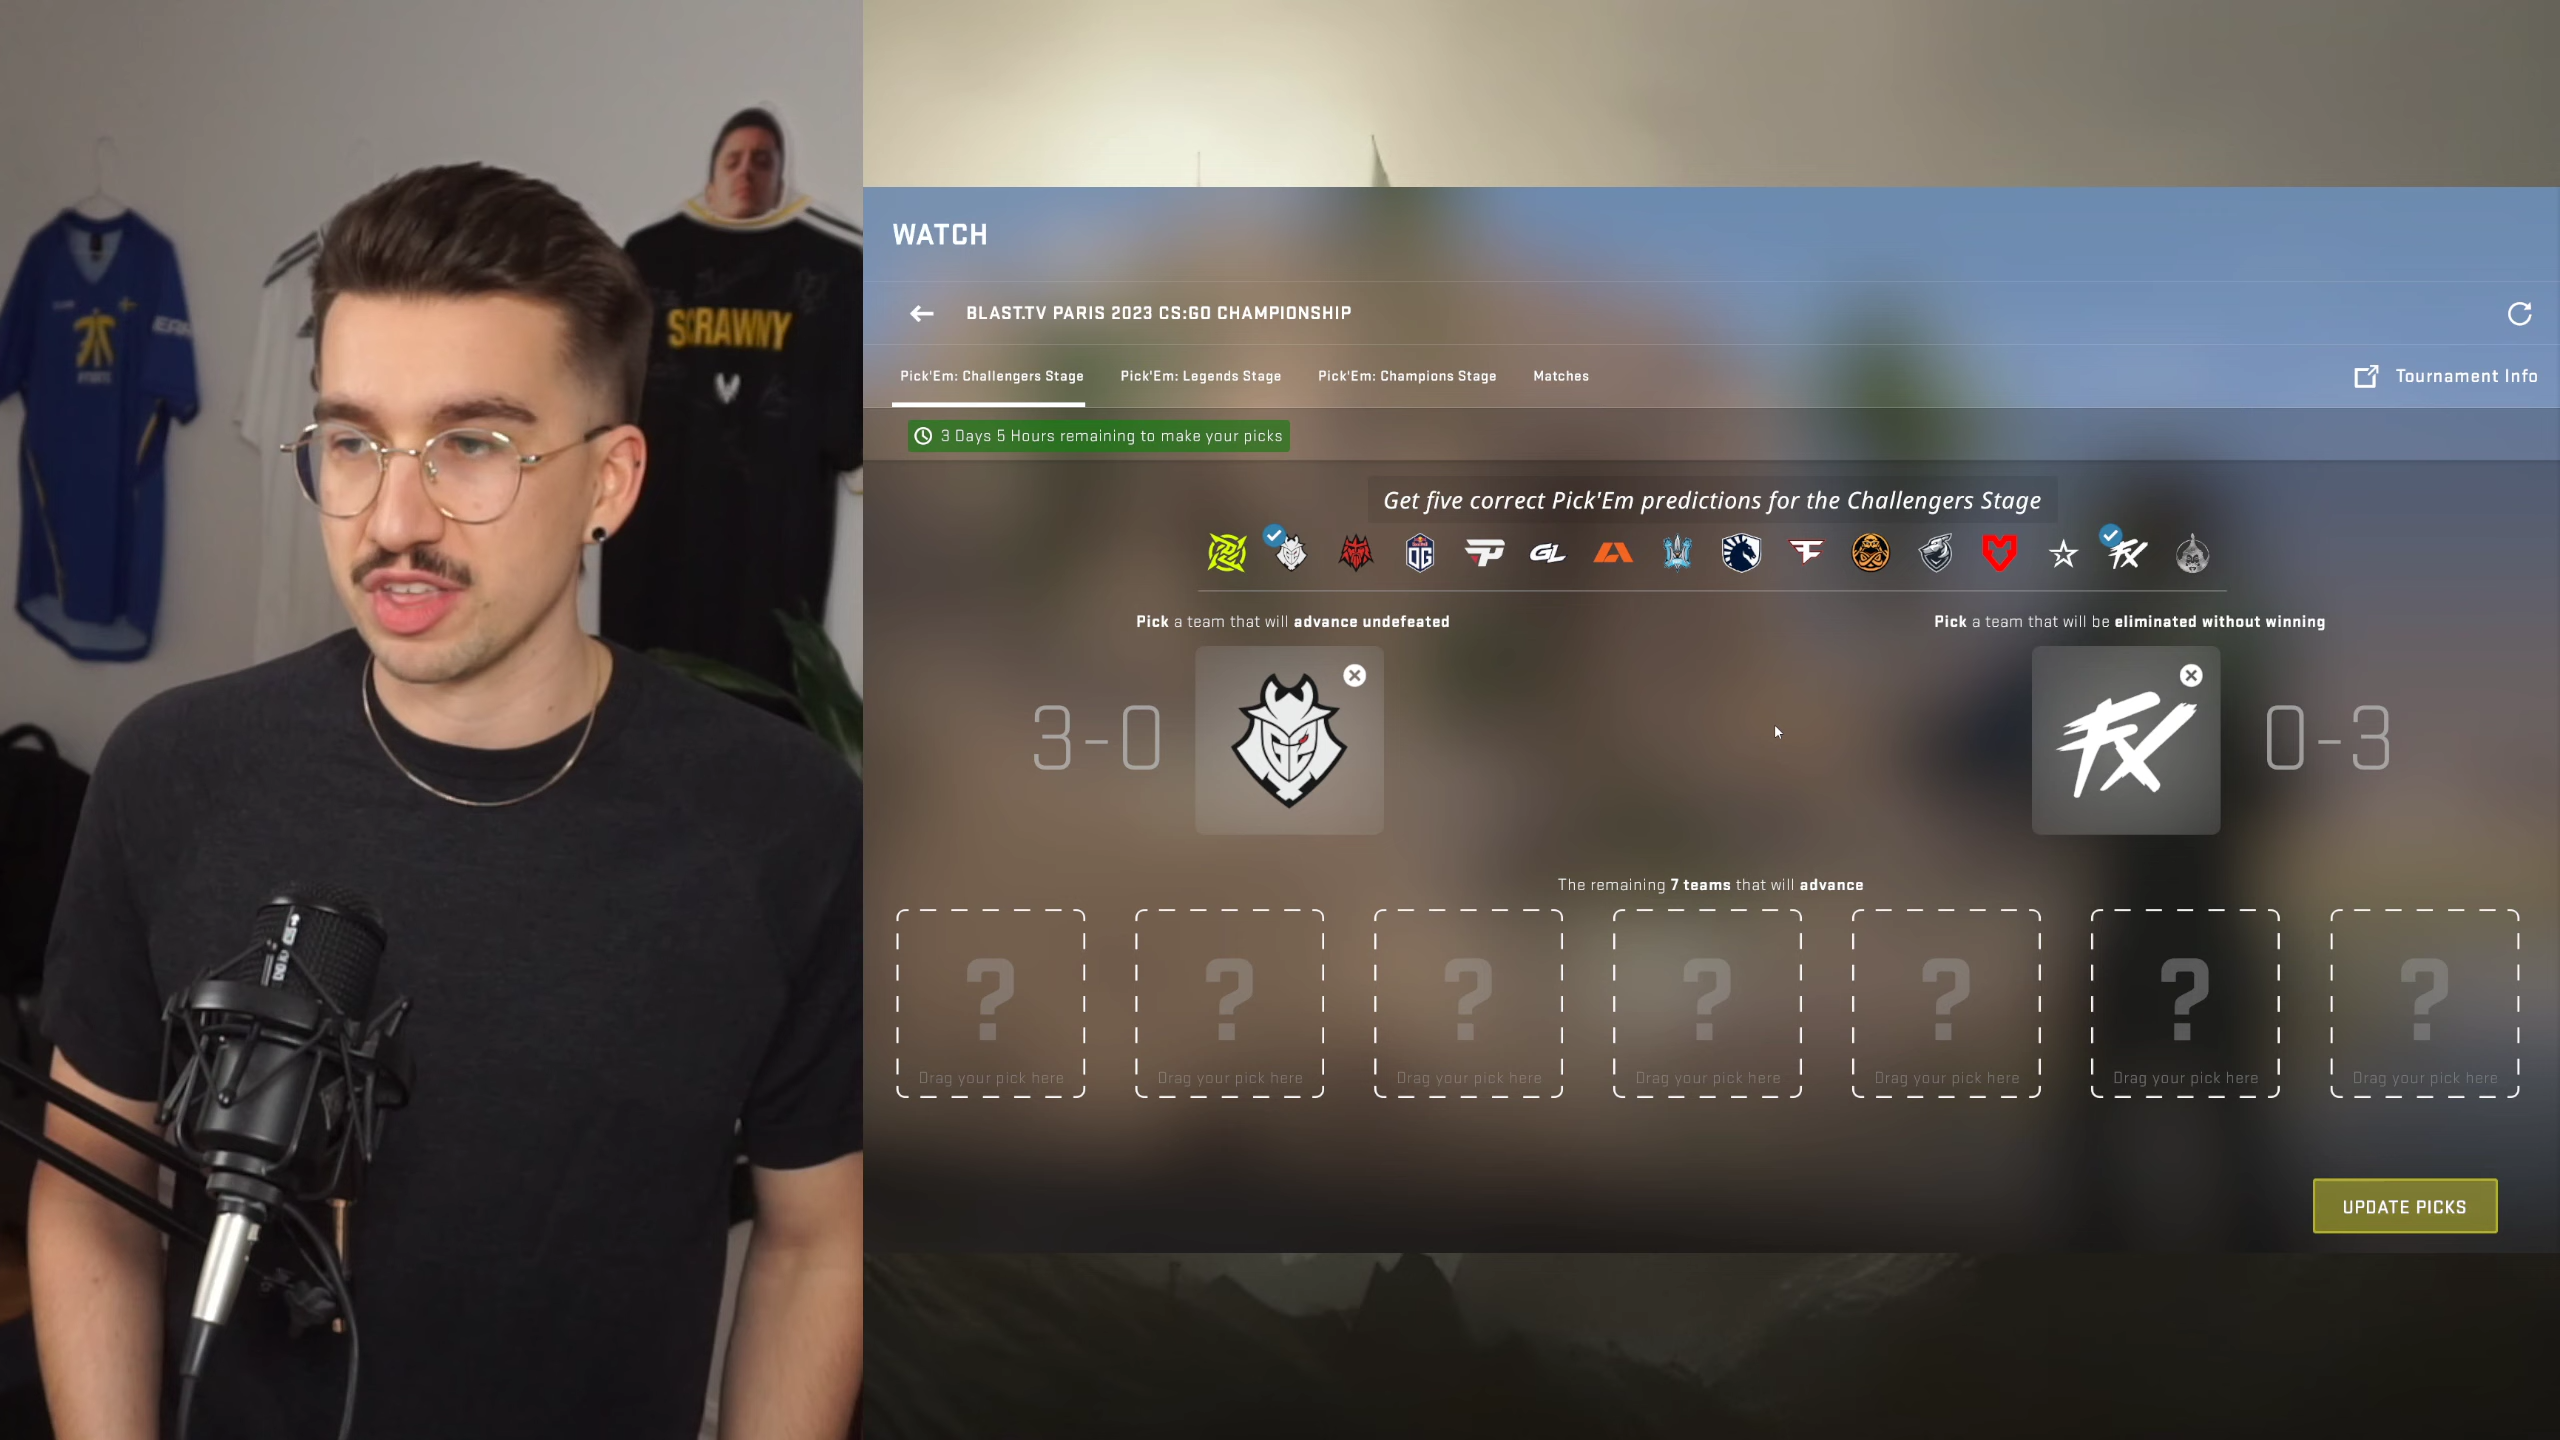 SCRAWNY
WATCH
BLAST.TV PARIS 2023 CS:GO CHAMPIONSHIP
Pick'Em: Challengers Stage Pick'Em: Legends Stage Pick'Em: Champions Stage Matches
Tournament Info
3 Days 5 Hours remaining to make your picks
Get five correct Pick'Em predictions for the Challengers Stage
OG GL
Pick a team that will advance undefeated
Pick a team that will be eliminated without winning
3-0
G2
FX
0-3
The remaining 7 teams that will advance
? ? ? ? ? ? ?
Drag your pick here Drag your pick here Drag your pick here Drag your pick here Drag your pick here Drag your pick here Drag your pick here
UPDATE PICKS